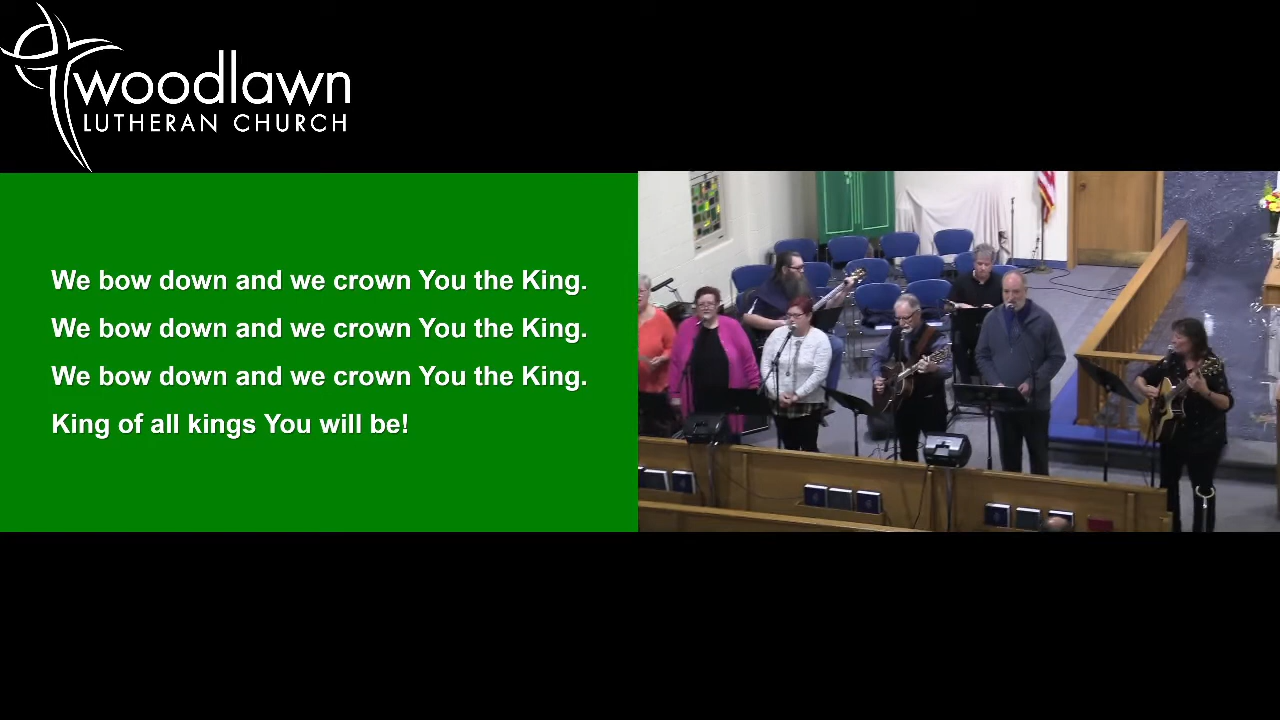 woodlawn
LUTHERAN CHURCH
We bow down and we crown You the King.
We bow down and we crown You the King.
We bow down and we crown You the King.
King of all kings You will be!